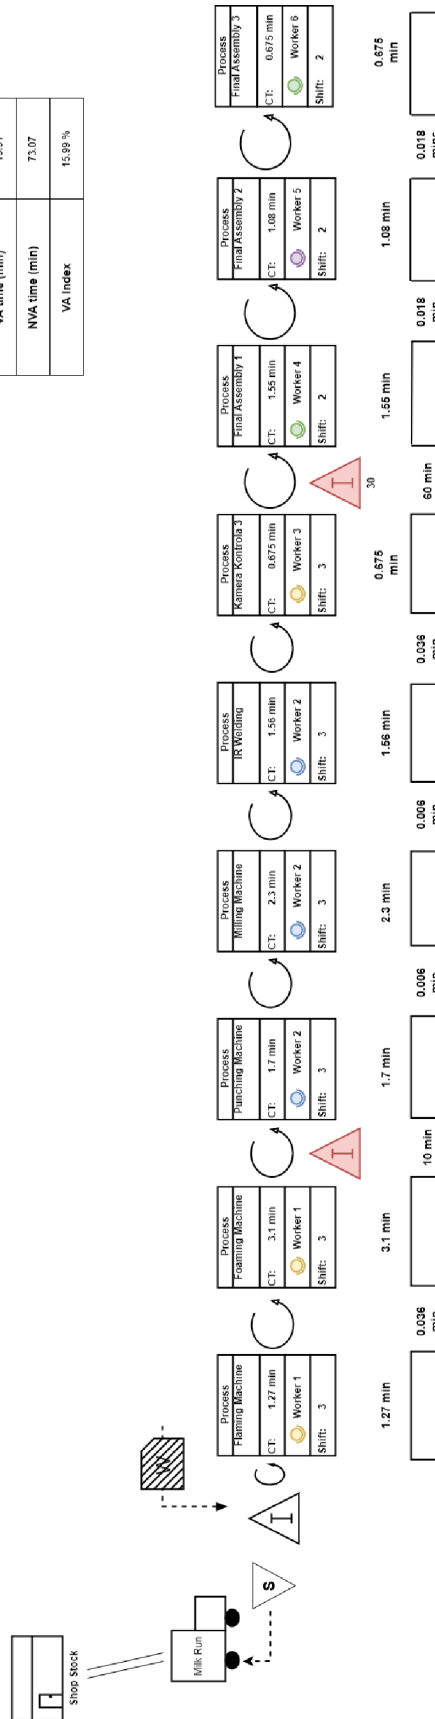 NVA time (min) 73.07
VA Index 15.99 %
Shop Stock
Milk Run
S
I
W
Process
Flaming Machine
CT: 1.27 min
Worker 1
Shift: 3
Process
Foaming Machine
CT: 3.1 min
Worker 1
Shift: 3
I
Process
Punching Machine
CT: 1.7 min
Worker 2
Shift: 3
Process
Milling Machine
CT: 2.3 min
Worker 2
Shift: 3
Process
IR Welding
CT: 1.56 min
Worker 2
Shift: 3
Process
Kamera Kontrola 3
CT: 0.675 min
Worker 3
Shift: 3
I
30
Process
Final Assembly 1
CT: 1.55 min
Worker 4
Shift: 2
Process
Final Assembly 2
CT: 1.08 min
Worker 5
Shift: 2
Process
Final Assembly 3
CT: 0.675 min
Worker 6
Shift: 2
1.27 min
0.036
3.1 min
10 min
1.7 min
0.006
2.3 min
0.006
1.56 min
0.036
0.675
min
60 min
1.55 min
0.018
1.08 min
0.018
0.675
min